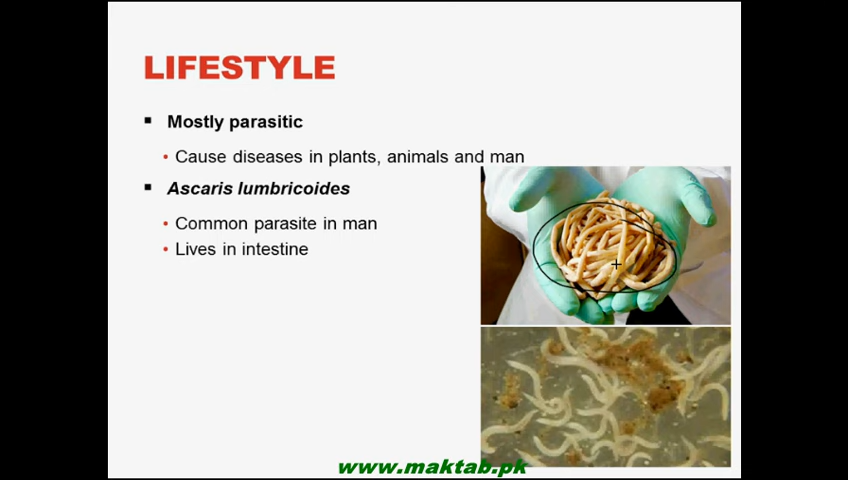 LIFESTYLE
Mostly parasitic
Cause diseases in plants, animals and man
Ascaris lumbricoides
Common parasite in man
Lives in intestine
www.maktab.pk